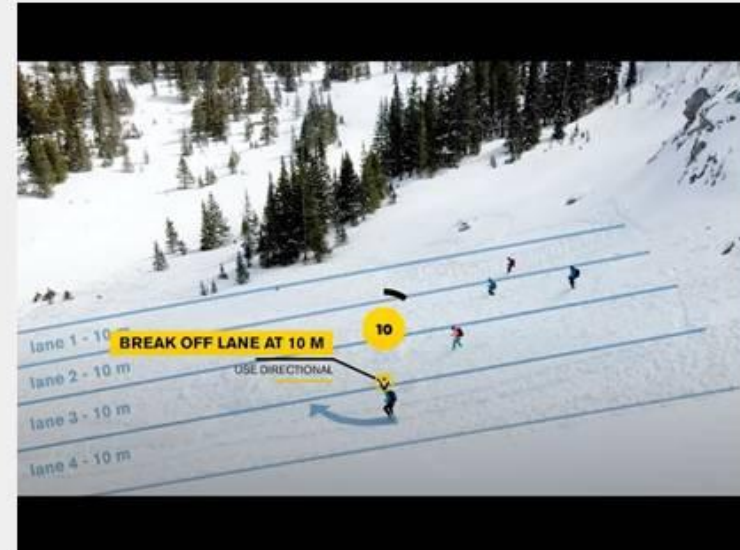 lane 1 - 10 m
10
BREAK OFF LANE AT 10 M
lane 2 - 10 m
USE DIRECTIONAL
lane 3 - 10 m
lane 4 - 10 m